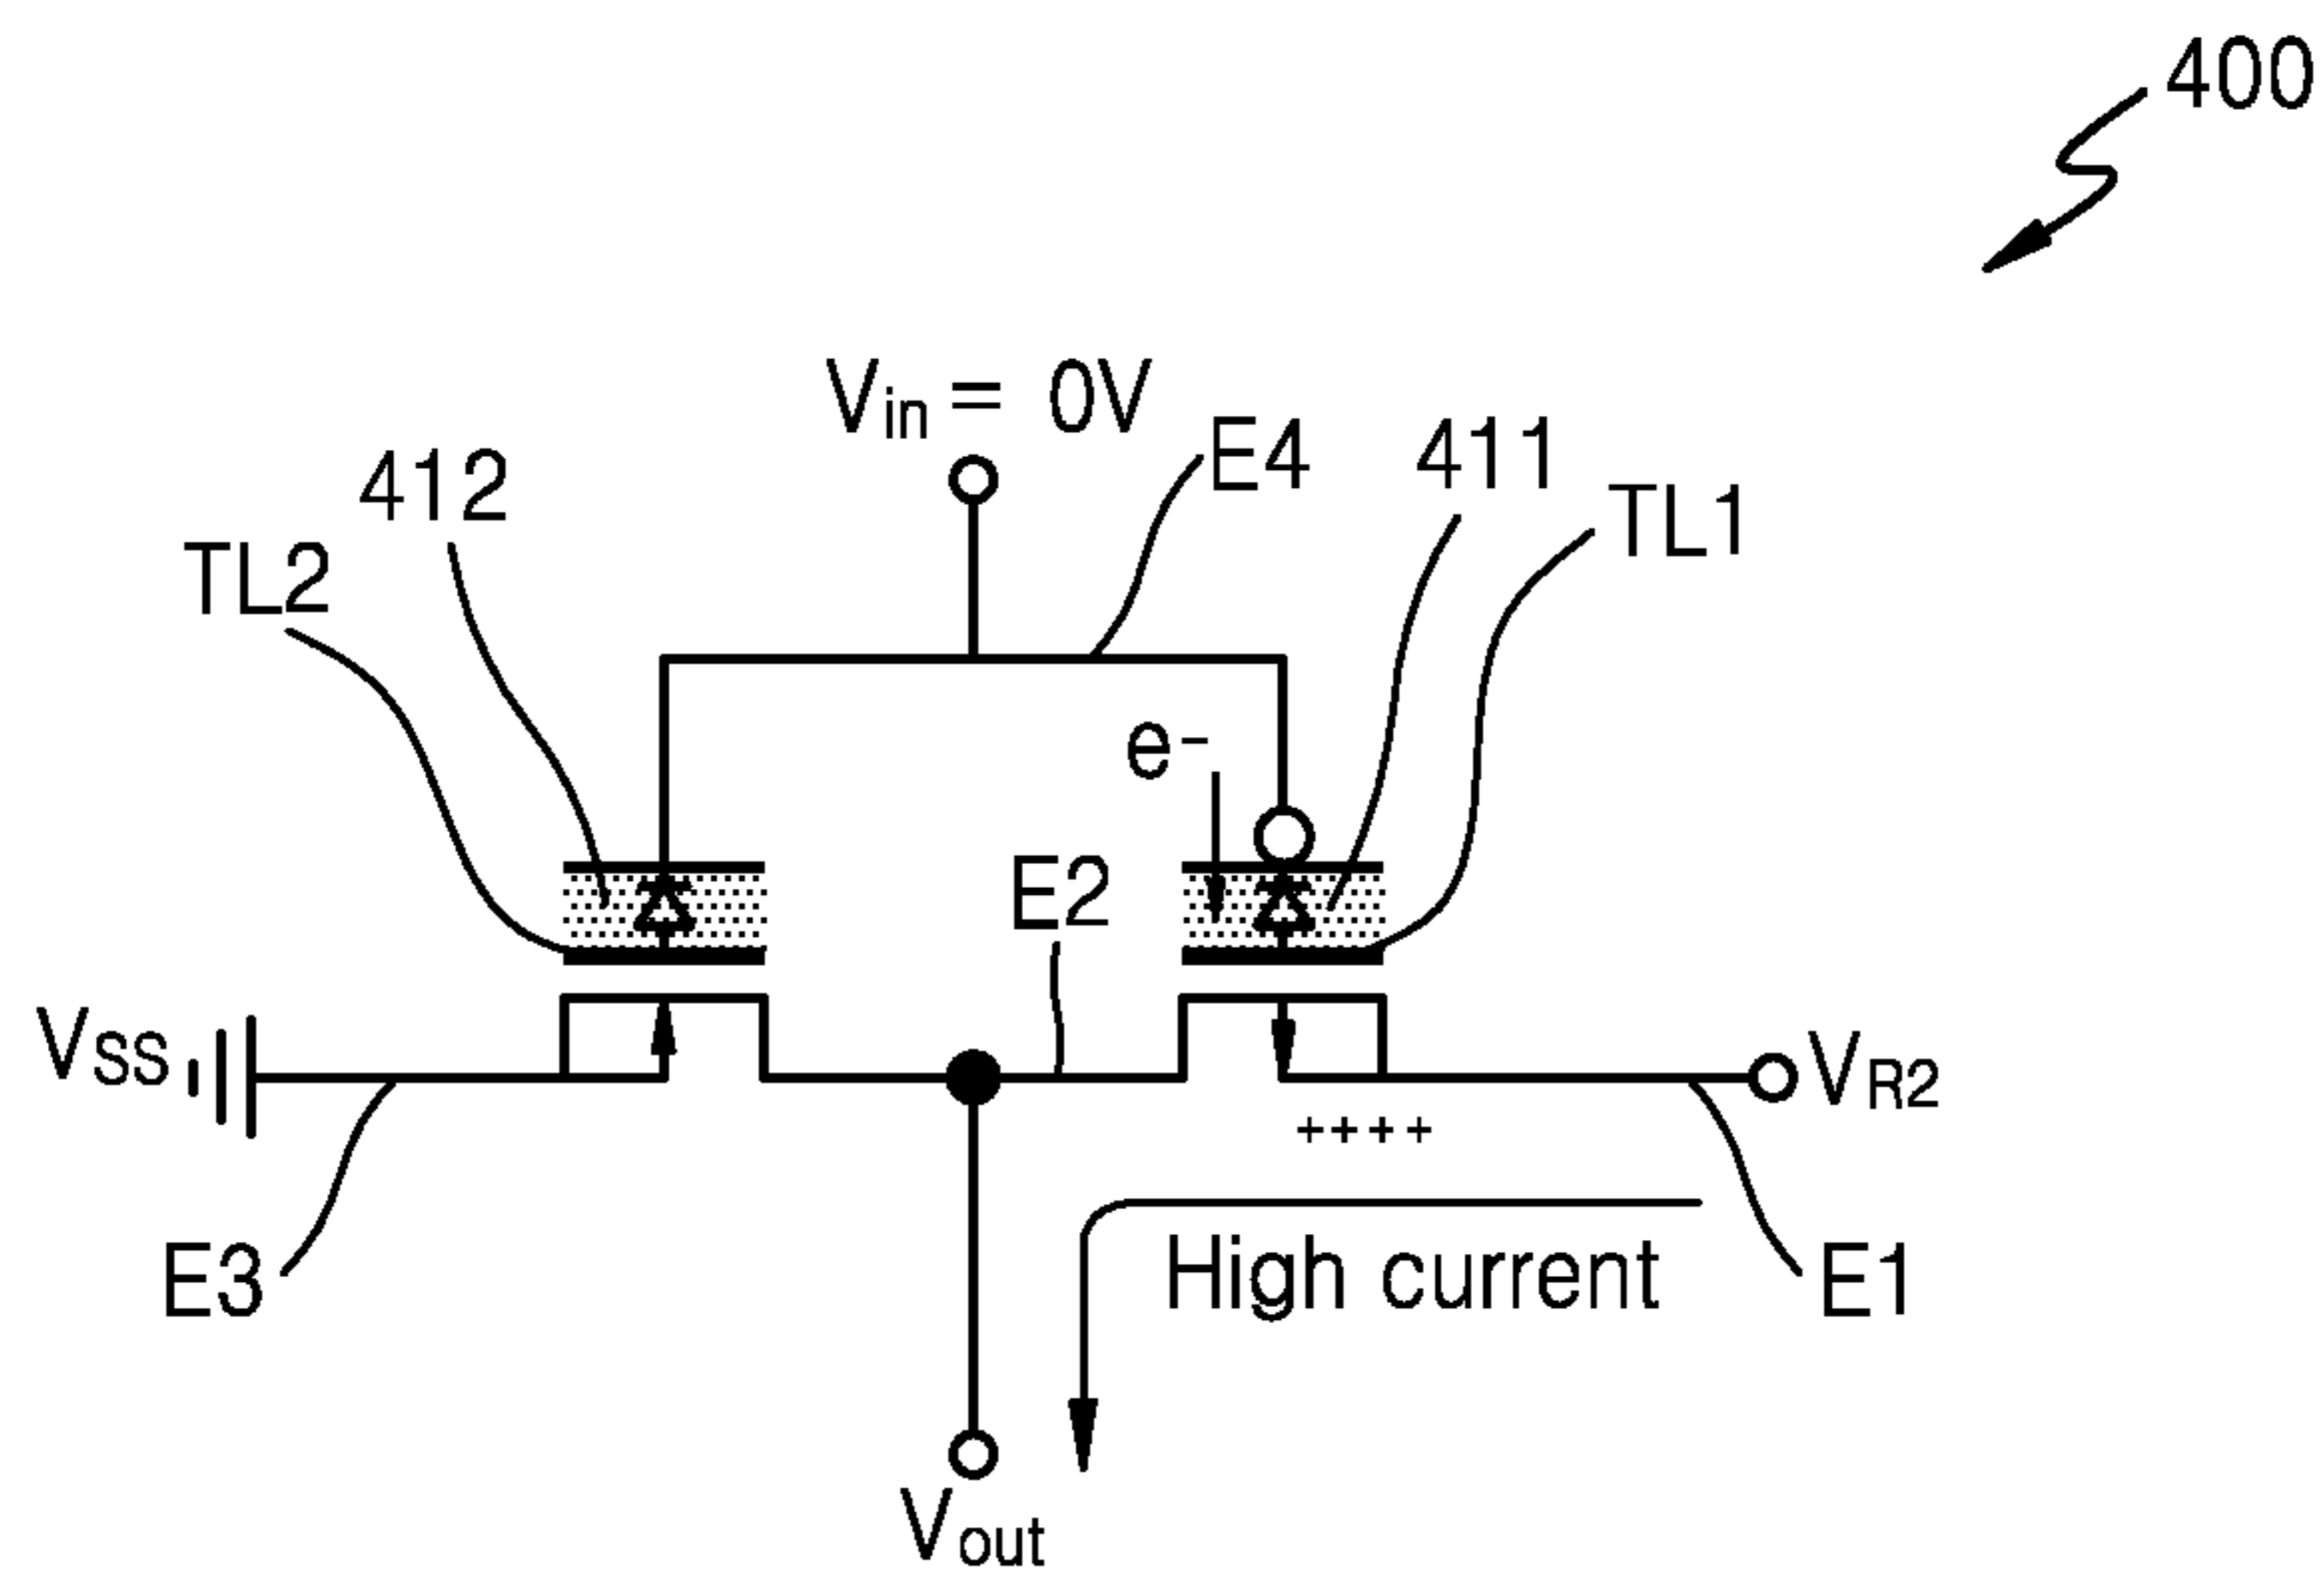 400
Vin = 0V
E4
411
412
TL1
TL2
e-
E2
VSS
VR2
++++
High current
E3
E1
Vout